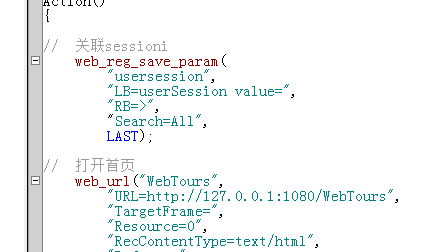 Action()
{
// 关联sessioni
web_reg_save_param(
"usersession",
"LB=userSession value=",
"RB=>",
"Search=All",
LAST);
// 打开首页
web_url("WebTours",
"URL=http://127.0.0.1:1080/WebTours",
"TargetFrame=",
"Resource=0",
"RecContentType=text/html",